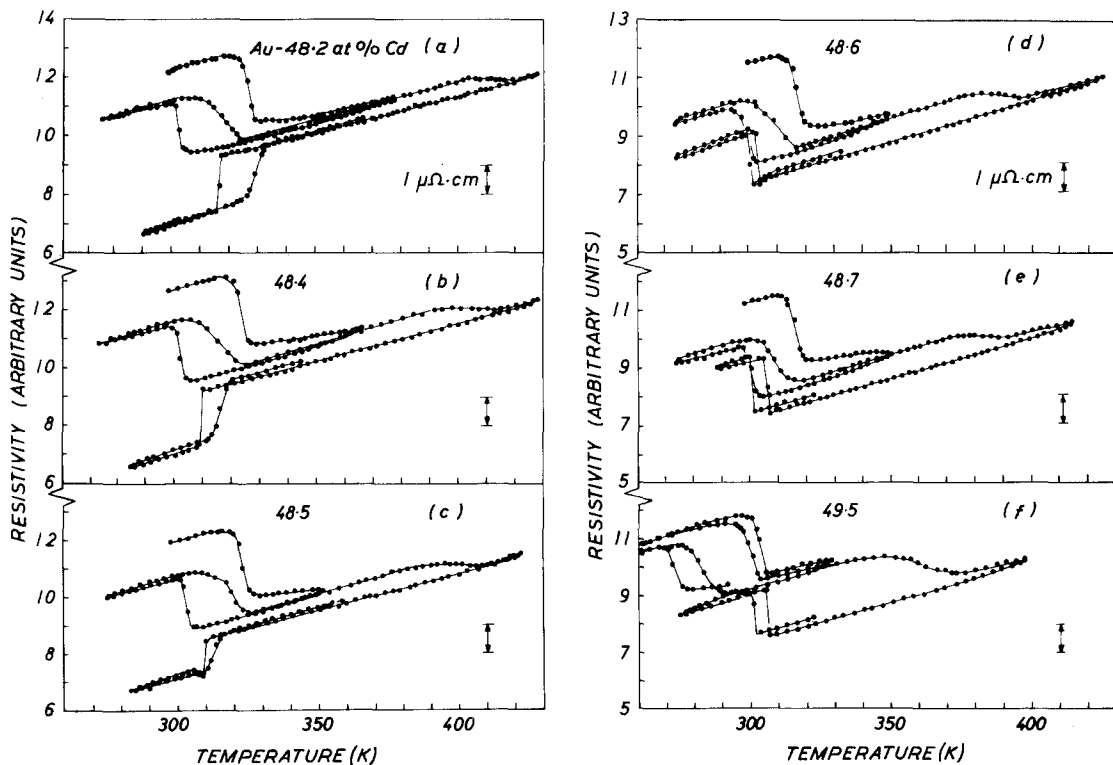 14
12
10
8
6
Au-48.2 at % Cd (a)
1 μΩ.cm
12
10
8
6
48.4 (b)
12
10
8
6
48.5 (c)
300
350
400
TEMPERATURE (K)
RESISTIVITY (ARBITRARY UNITS)
13
11
9
7
5
48.6 (d)
1 μΩ.cm
11
9
7
5
48.7 (e)
11
9
7
5
49.5 (f)
300
350
400
TEMPERATURE (K)
RESISTIVITY (ARBITRARY UNITS)